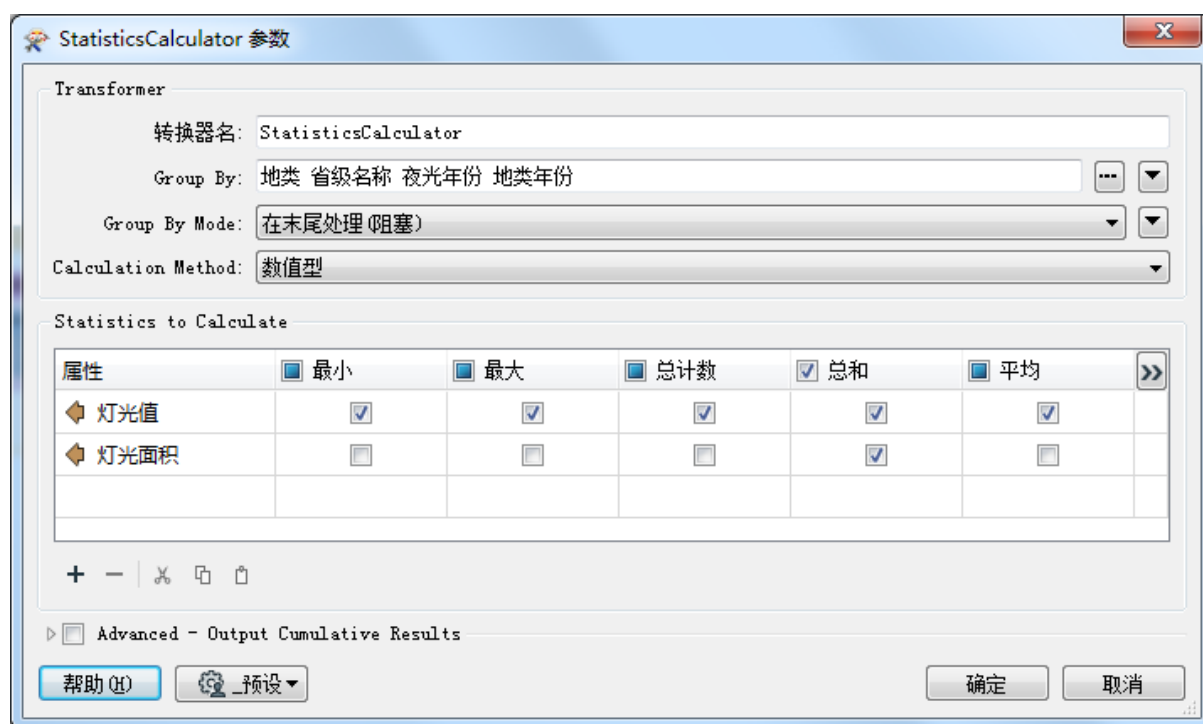 StatisticsCalculator 参数
Transformer
转换器名: StatisticsCalculator
Group By: 地类 省级名称 夜光年份 地类年份
Group By Mode: 在末尾处理(阻塞)
Calculation Method: 数值型
Statistics to Calculate
属性 最小 最大 总计数 总和 平均
灯光值
灯光面积
Advanced - Output Cumulative Results
帮助(H) _预设 确定 取消